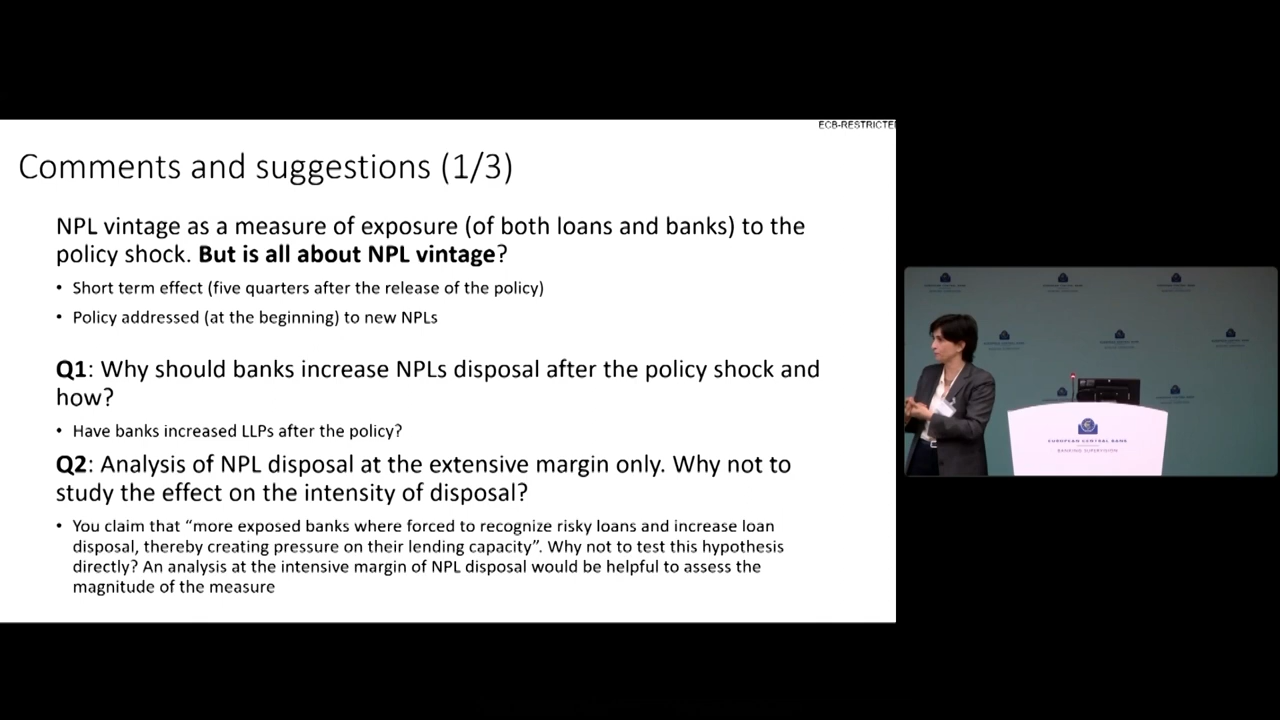 ECB-RESTRICTE
Comments and suggestions (1/3)
NPL vintage as a measure of exposure (of both loans and banks) to the
policy shock. But is all about NPL vintage?
• Short term effect (five quarters after the release of the policy)
• Policy addressed (at the beginning) to new NPLs
Q1: Why should banks increase NPLs disposal after the policy shock and
how?
• Have banks increased LLPs after the policy?
Q2: Analysis of NPL disposal at the extensive margin only. Why not to
study the effect on the intensity of disposal?
• You claim that “more exposed banks where forced to recognize risky loans and increase loan
disposal, thereby creating pressure on their lending capacity”. Why not to test this hypothesis
directly? An analysis at the intensive margin of NPL disposal would be helpful to assess the
magnitude of the measure
EUROPEAN CENTRAL BANK
BANKING SUPERVISION